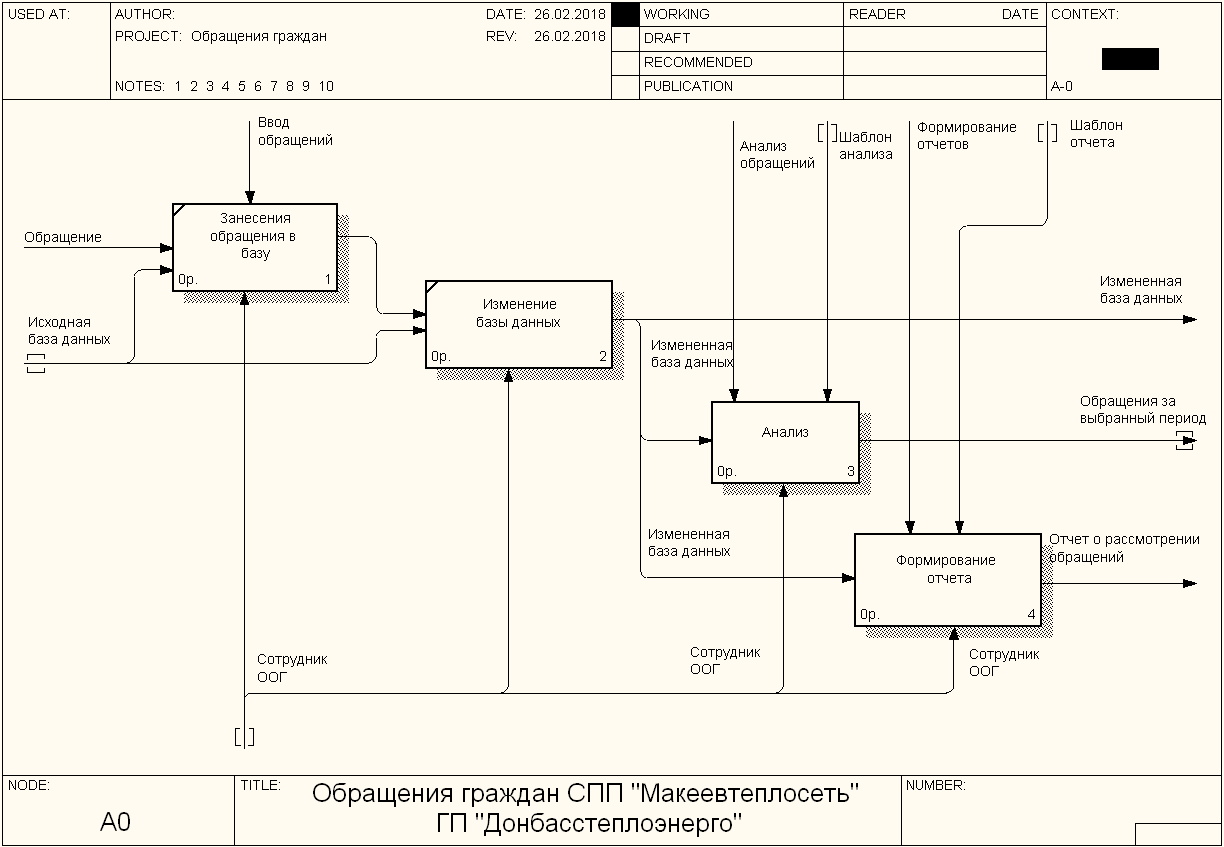 USED AT:
AUTHOR:
DATE: 26.02.2018
PROJECT: Обращения граждан
REV: 26.02.2018
NOTES: 1 2 3 4 5 6 7 8 9 10
WORKING
DRAFT
RECOMMENDED
PUBLICATION
READER
DATE
CONTEXT:
A-0
Ввод
обращений
Анализ
обращений
Шаблон
анализа
Формирование
отчетов
Шаблон
отчета
Обращение
Занесения
обращения в
базу
0р.
1
Исходная
база данных
Изменение
базы данных
0р.
2
Измененная
база данных
Измененная
база данных
Обращения за
выбранный период
Анализ
0р.
3
Измененная
база данных
Отчет о рассмотрении
обращений
Формирование
отчета
0р.
4
Сотрудник
ООГ
Сотрудник
ООГ
Сотрудник
ООГ
NODE:
A0
TITLE:
Обращения граждан СПП "Макеевтеплосеть"
ГП "Донбасстеплоэнерго"
NUMBER: